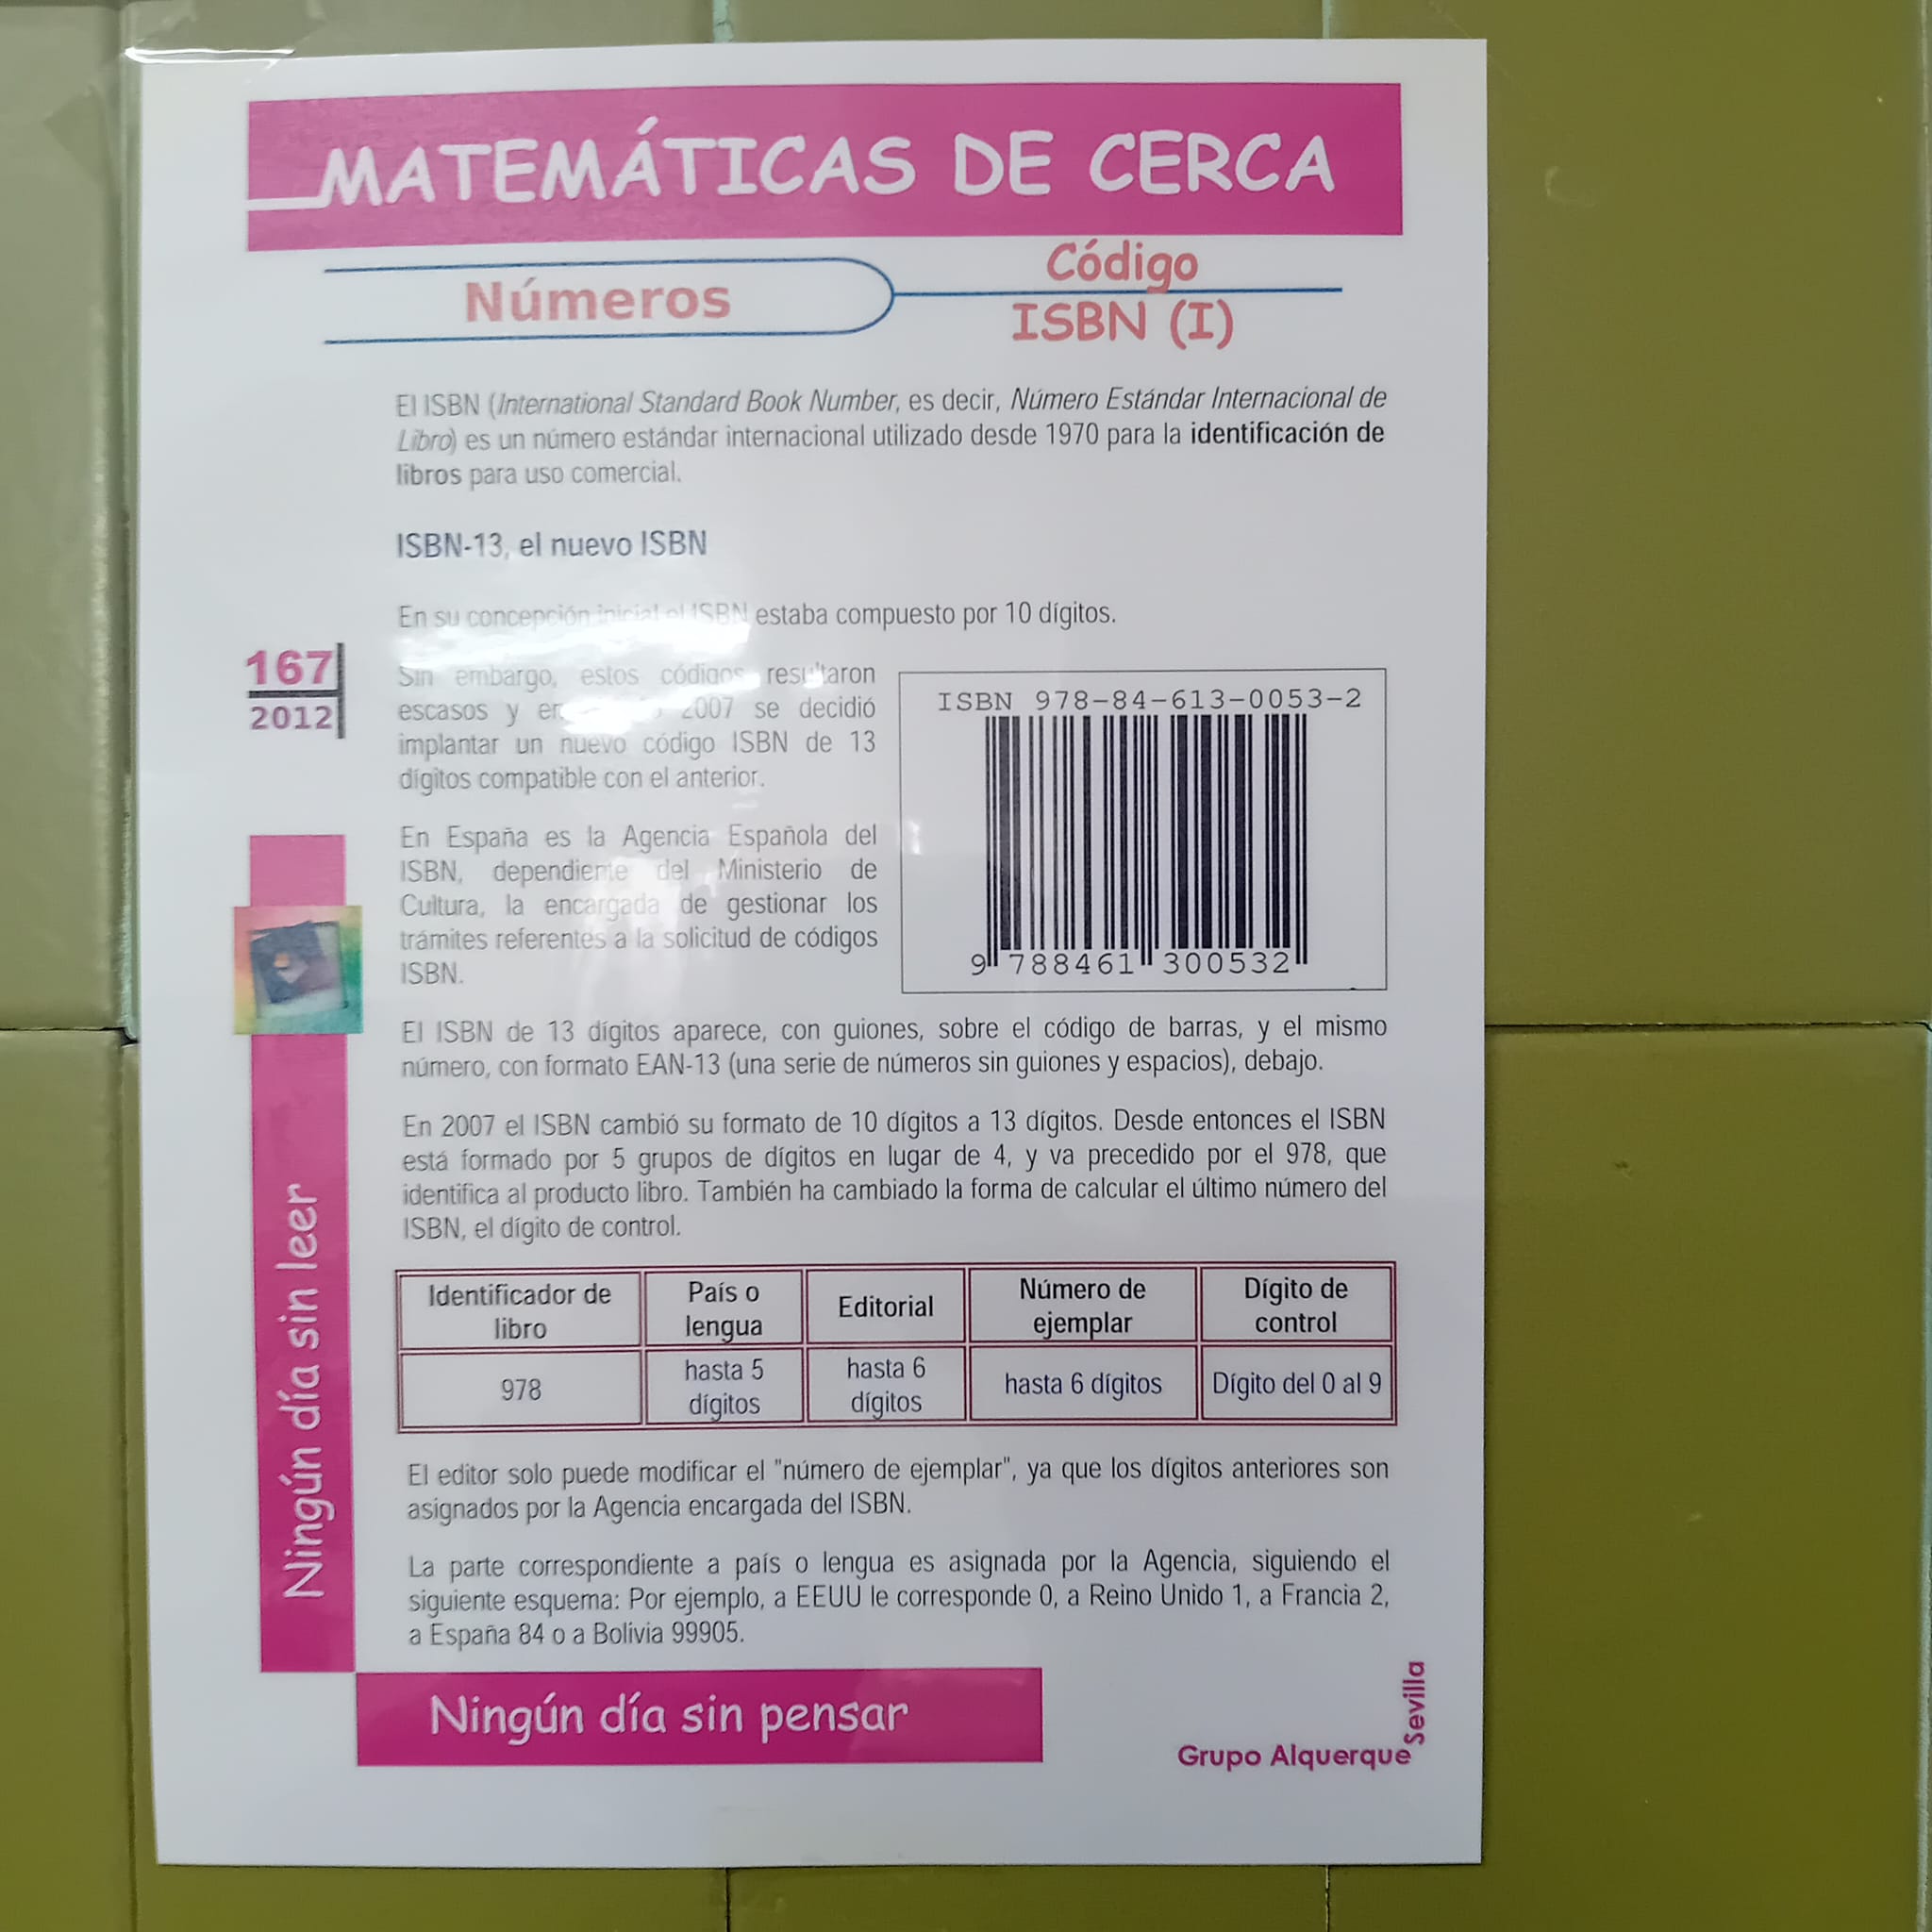 MATEMÁTICAS DE CERCA
Números
Código
ISBN (I)
El ISBN (International Standard Book Number, es decir, Número Estándar Internacional de
Libro) es un número estándar internacional utilizado desde 1970 para la identificación de
libros para uso comercial.
ISBN-13, el nuevo ISBN
En su concepción inicial el ISBN estaba compuesto por 10 dígitos.
167
2012
Sin embargo, estos códigos resultaron
escasos y 2007 se decidió
implantar un nuevo código ISBN de 13
dígitos compatible con el anterior.
En España es la Agencia Española del
ISBN, dependiente del Ministerio de
Cultura, la encargada de gestionar los
trámites referentes a la solicitud de códigos
ISBN.
ISBN 978-84-613-0053-2
9 788461 300532
El ISBN de 13 dígitos aparece, con guiones, sobre el código de barras, y el mismo
número, con formato EAN-13 (una serie de números sin guiones y espacios), debajo.
En 2007 el ISBN cambió su formato de 10 dígitos a 13 dígitos. Desde entonces el ISBN
está formado por 5 grupos de dígitos en lugar de 4, y va precedido por el 978, que
identifica al producto libro. También ha cambiado la forma de calcular el último número del
ISBN, el dígito de control.
Identificador de
libro
País o
lengua
Editorial
Número de
ejemplar
Dígito de
control
978
hasta 5
dígitos
hasta 6
dígitos
hasta 6 dígitos
Dígito del 0 al 9
El editor solo puede modificar el "número de ejemplar", ya que los dígitos anteriores son
asignados por la Agencia encargada del ISBN.
La parte correspondiente a país o lengua es asignada por la Agencia, siguiendo el
siguiente esquema: Por ejemplo, a EEUU le corresponde 0, a Reino Unido 1, a Francia 2,
a España 84 o a Bolivia 99905.
Ningún día sin leer
Ningún día sin pensar
Grupo Alquerque
Sevilla